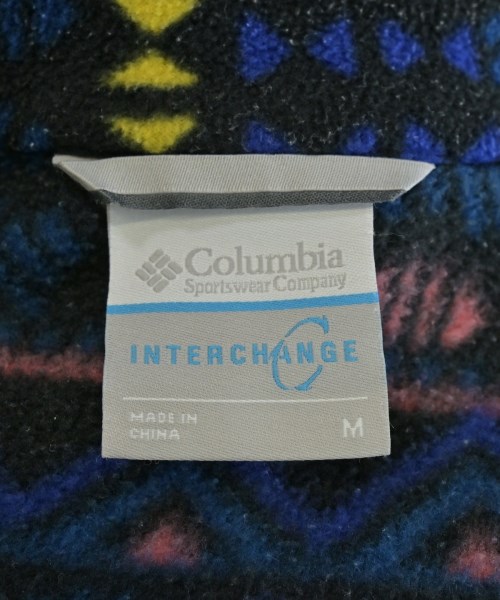 Columbia
Sportswear Company
INTERCHANGE
MADE IN
CHINA
M